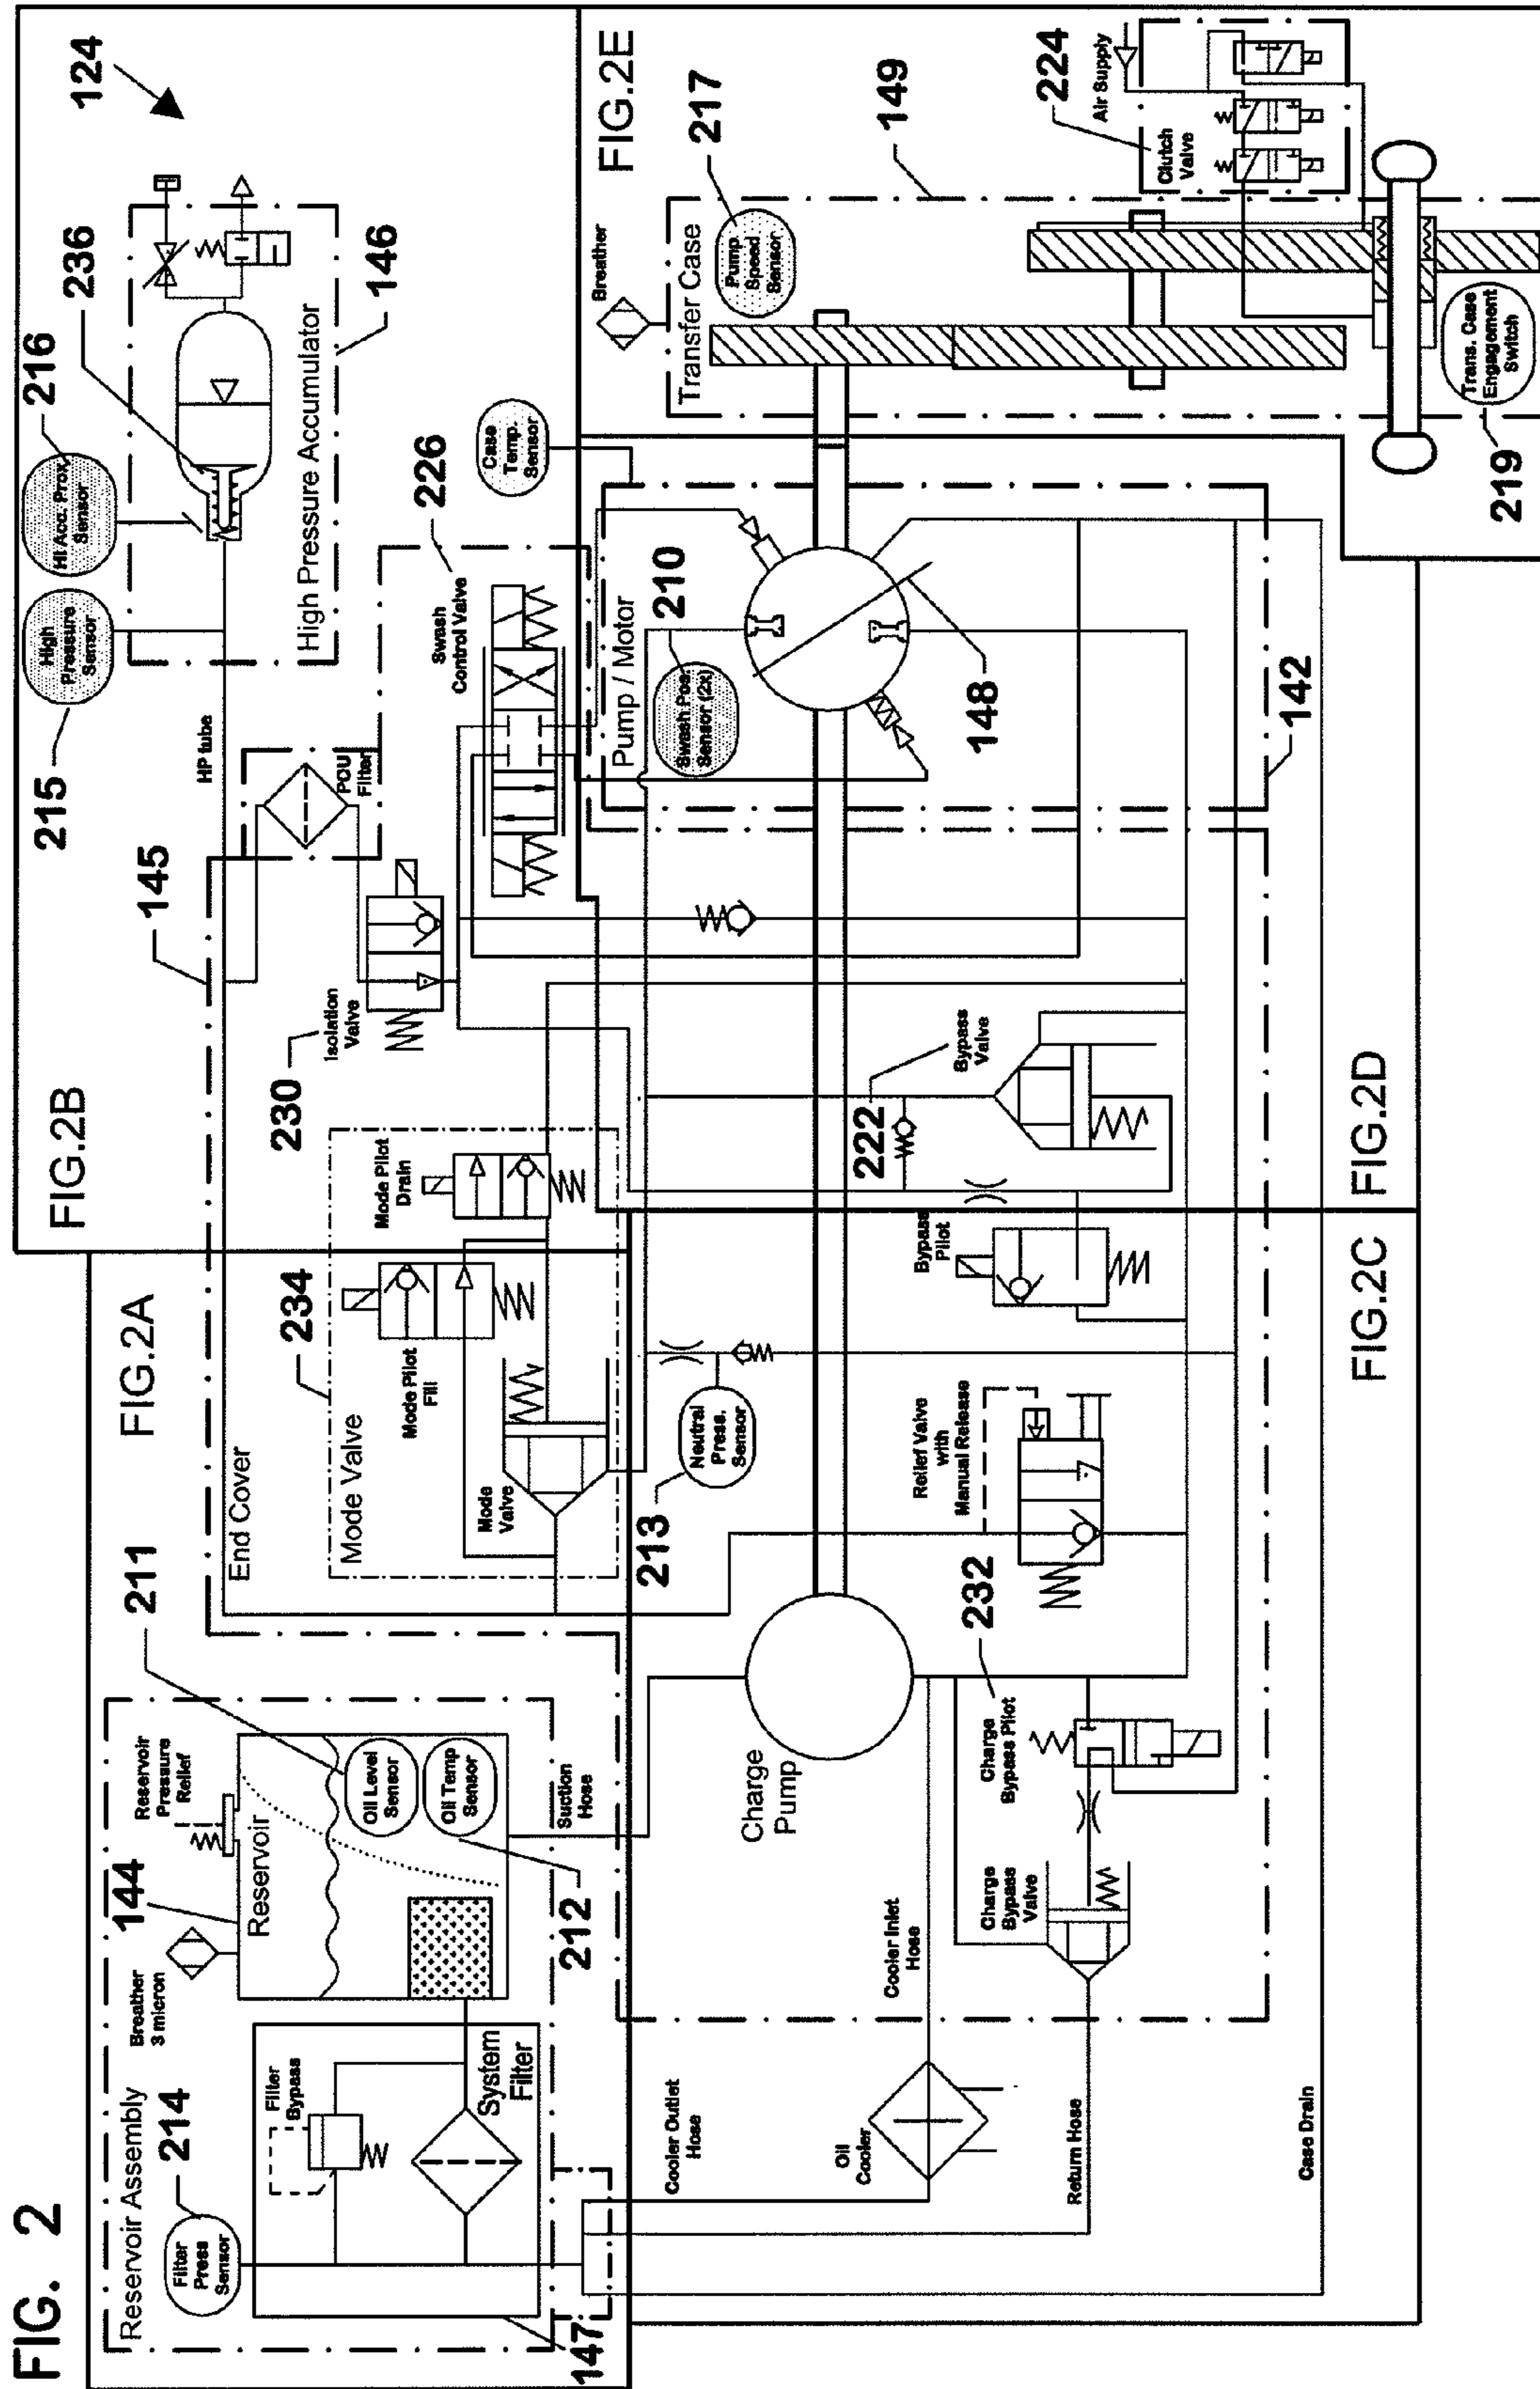 FIG. 2
FIG.2A
FIG.2B
FIG.2C
FIG.2D
FIG.2E
124
Reservoir Assembly
214
Filter
Press
Sensor
Filter
Bypass
System
Filter
147
Breather
3 micron
144
Reservoir
Reservoir
Pressure
Relief
211
Oil Level
Sensor
Oil Temp
Sensor
212
Suction
Hose
End Cover
145
234
Mode Valve
Mode
Valve
Mode Pilot
Fill
Mode Pilot
Drain
230
Isolation
Valve
POU
Filter
HP tube
215
High
Pressure
Sensor
216
Hi Acc. Prox
Sensor
236
High Pressure Accumulator
146
226
Swash
Control Valve
Case
Temp.
Sensor
Pump / Motor
210
Swash Pos.
Sensor (2x)
148
142
Breather
Transfer Case
217
Pump
Speed
Sensor
149
Air Supply
224
Clutch
Valve
Trans. Case
Engagement
Switch
219
213
Neutral
Press.
Sensor
222
Bypass
Valve
Bypass
Pilot
Relief Valve
with
Manual Release
232
Charge
Bypass Pilot
Charge
Pump
Charge
Bypass
Valve
Cooler Inlet
Hose
Cooler Outlet
Hose
Oil
Cooler
Return Hose
Case Drain